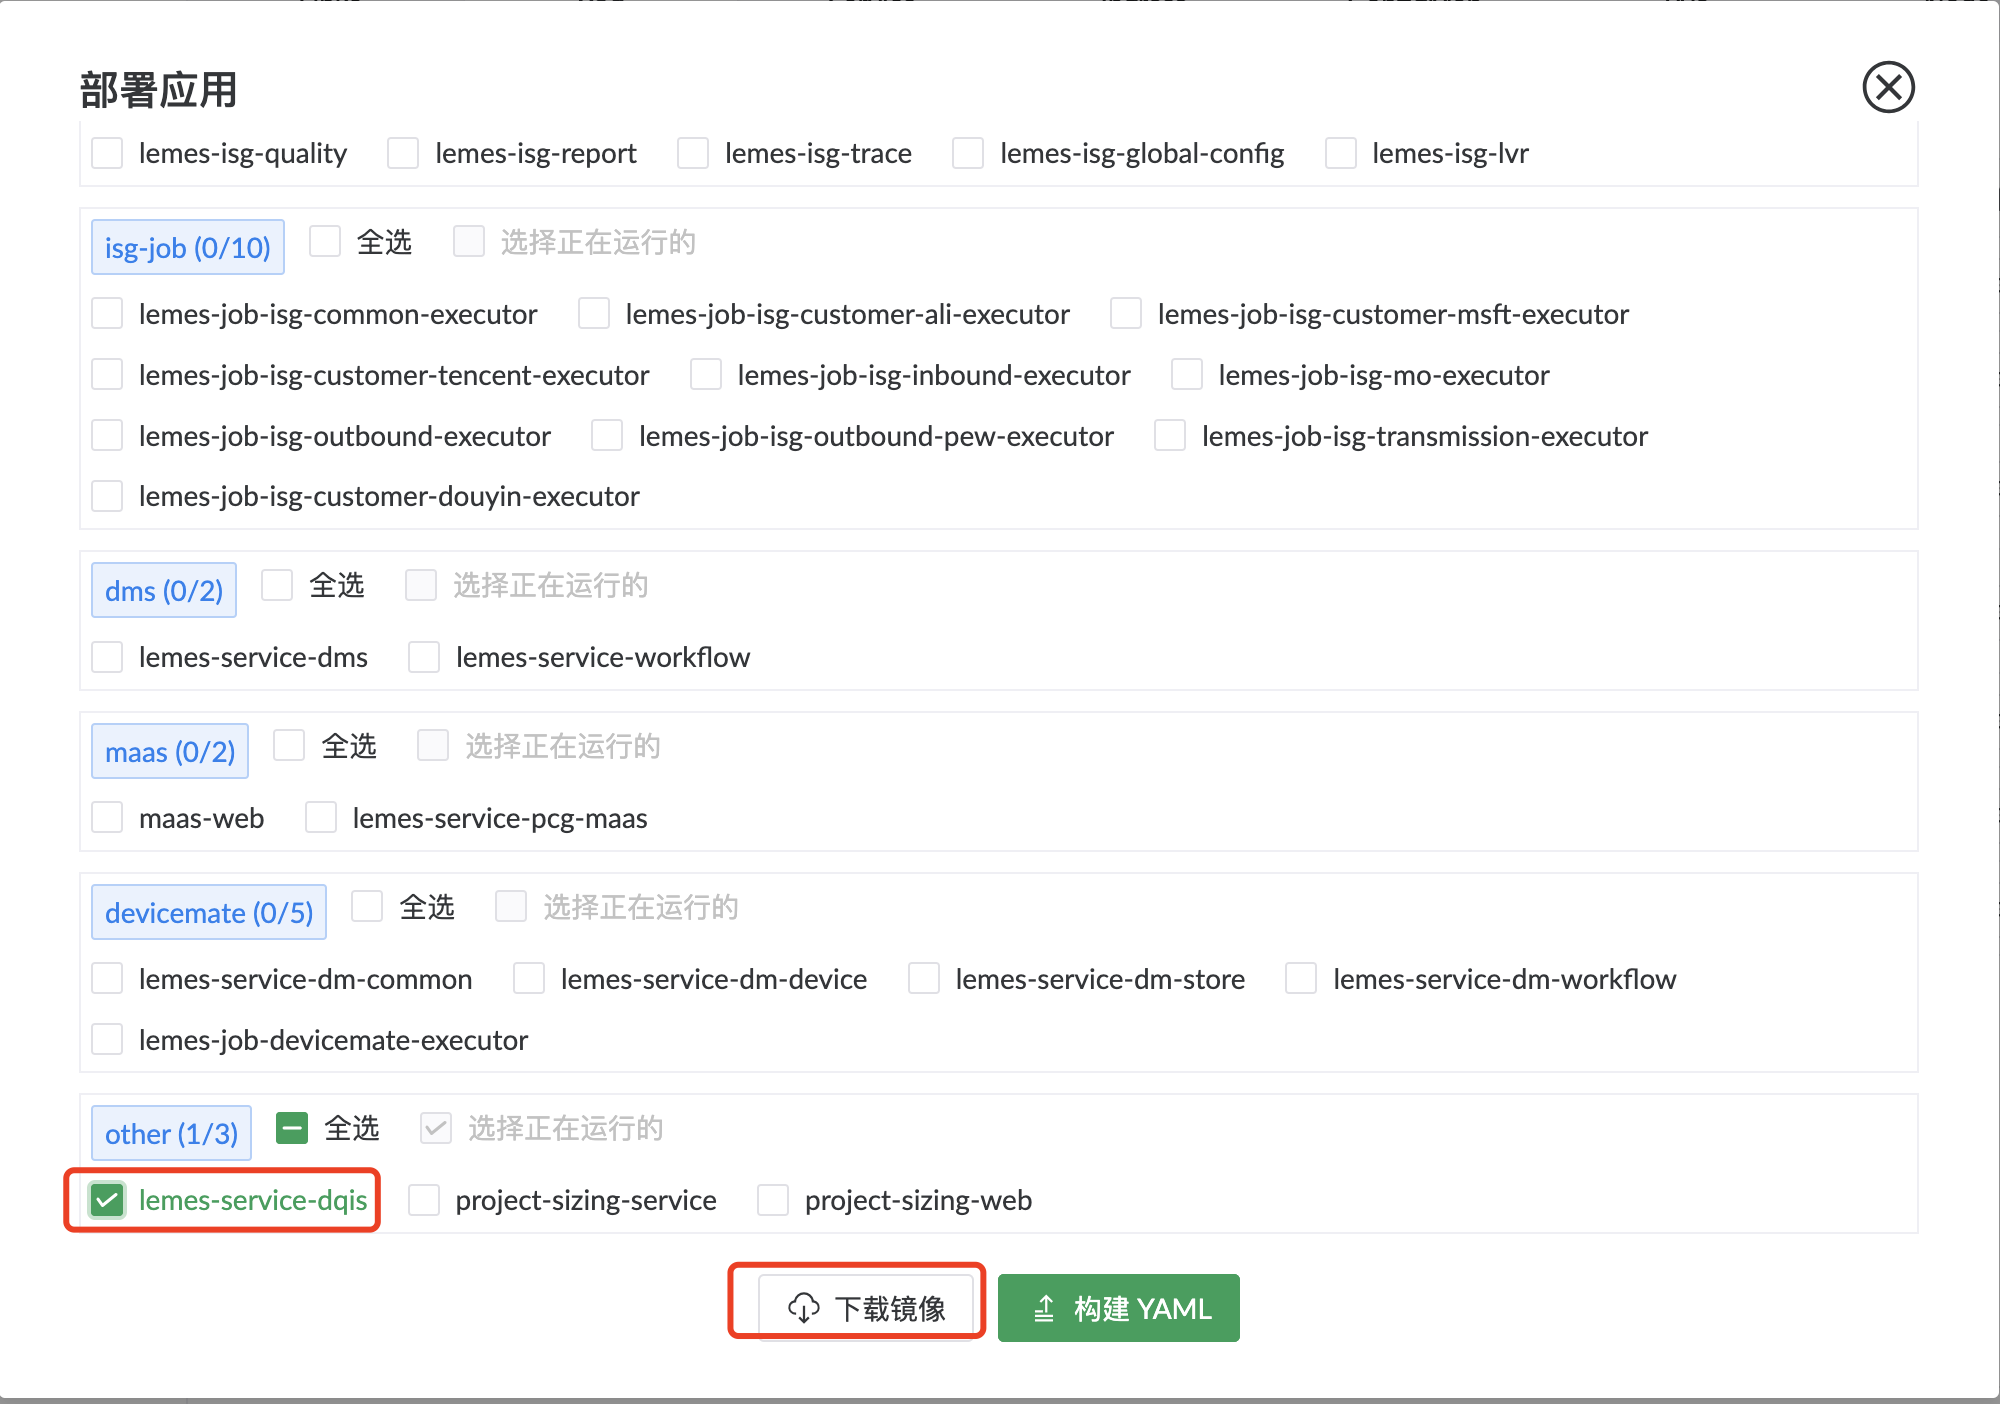 部署应用
lemes-isg-quality lemes-isg-report lemes-isg-trace lemes-isg-global-config lemes-isg-lvr
isg-job (0/10) 全选 选择正在运行的
lemes-job-isg-common-executor lemes-job-isg-customer-ali-executor lemes-job-isg-customer-msft-executor
lemes-job-isg-customer-tencent-executor lemes-job-isg-inbound-executor lemes-job-isg-mo-executor
lemes-job-isg-outbound-executor lemes-job-isg-outbound-pew-executor lemes-job-isg-transmission-executor
lemes-job-isg-customer-douyin-executor
dms (0/2) 全选 选择正在运行的
lemes-service-dms lemes-service-workflow
maas (0/2) 全选 选择正在运行的
maas-web lemes-service-pcg-maas
devicemate (0/5) 全选 选择正在运行的
lemes-service-dm-common lemes-service-dm-device lemes-service-dm-store lemes-service-dm-workflow
lemes-job-devicemate-executor
other (1/3) 全选 选择正在运行的
lemes-service-dqis project-sizing-service project-sizing-web
下载镜像 构建 YAML